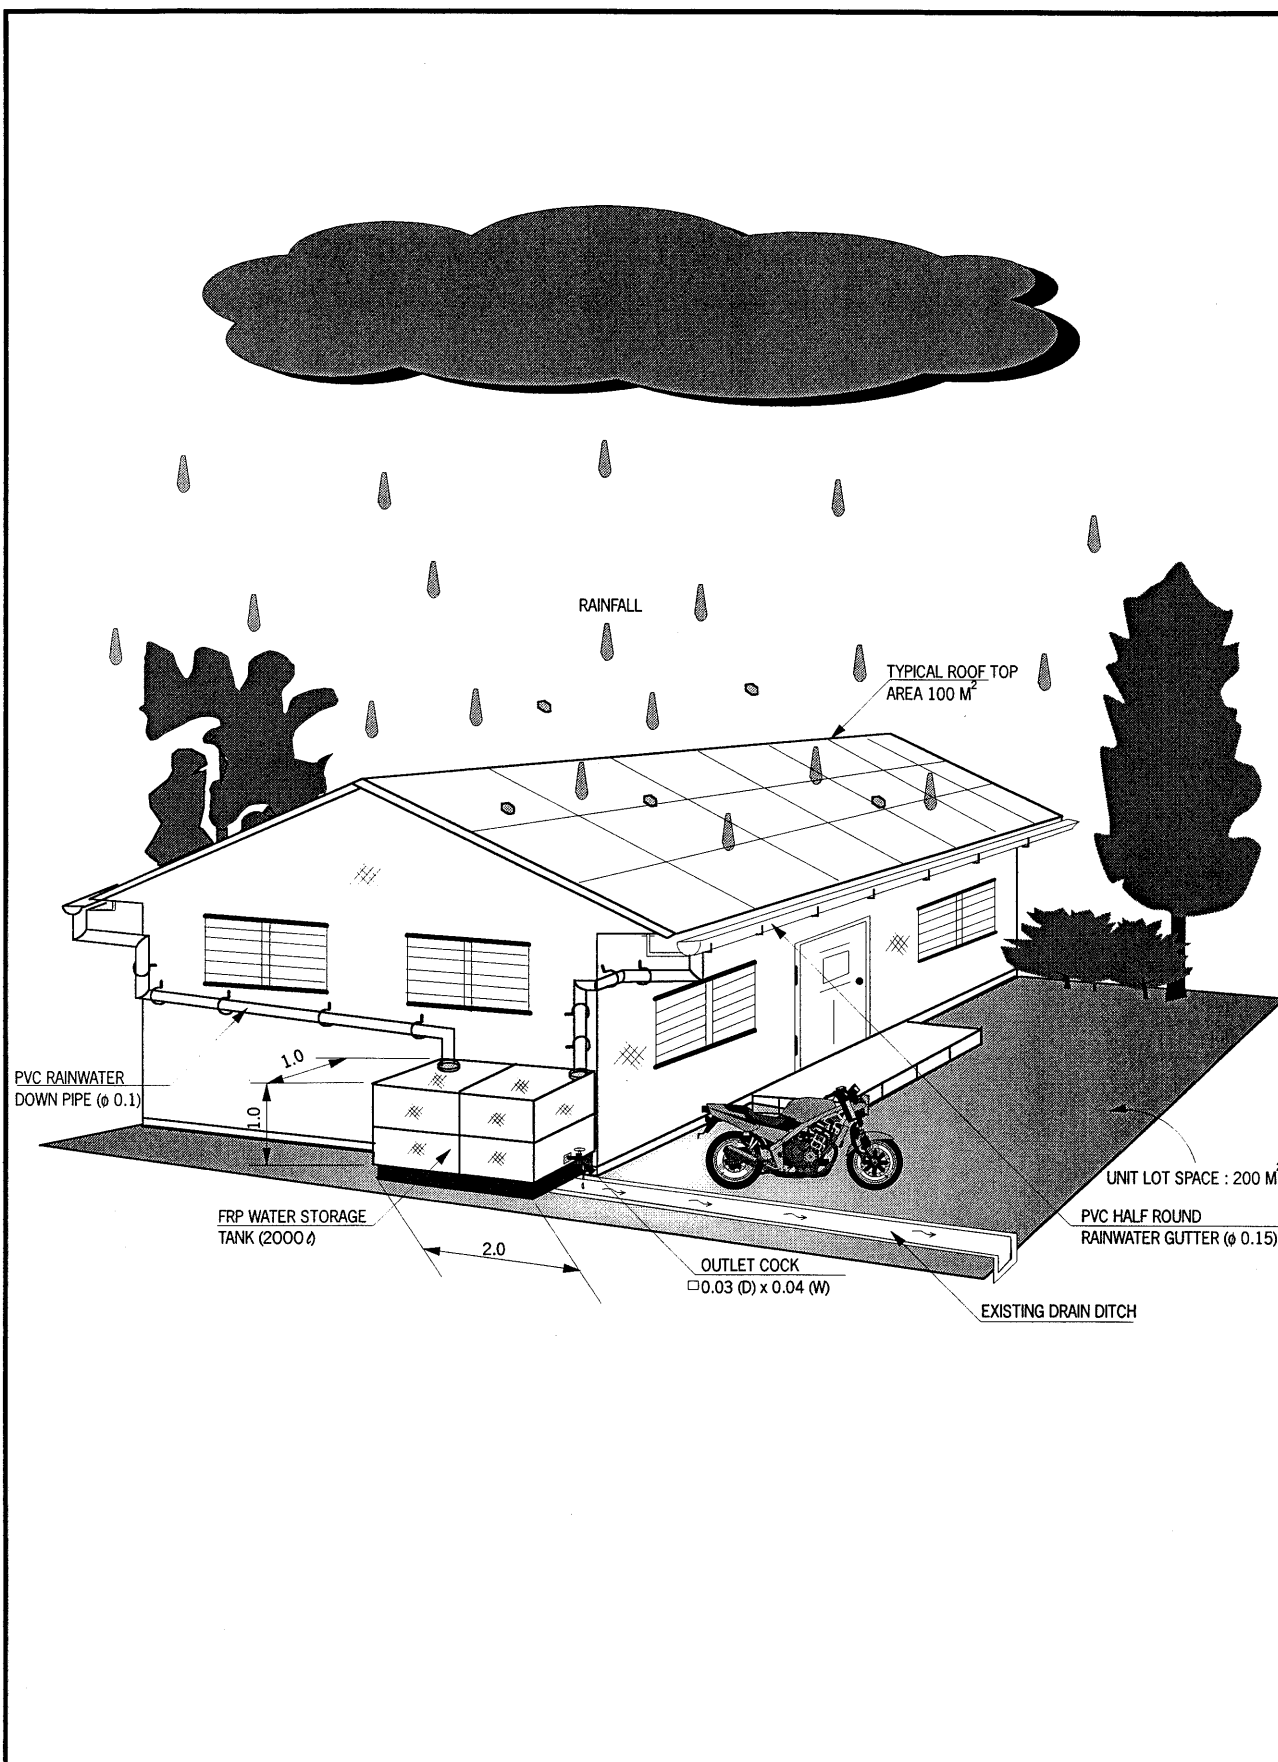 RAINFALL
TYPICAL ROOF TOP
AREA 100 M²
1.0
PVC RAINWATER
DOWN PIPE (ϕ 0.1)
1.0
UNIT LOT SPACE : 200 M²
FRP WATER STORAGE
TANK (2000 ℓ)
PVC HALF ROUND
RAINWATER GUTTER (ϕ 0.15)
2.0
OUTLET COCK
□ 0.03 (D) x 0.04 (W)
EXISTING DRAIN DITCH